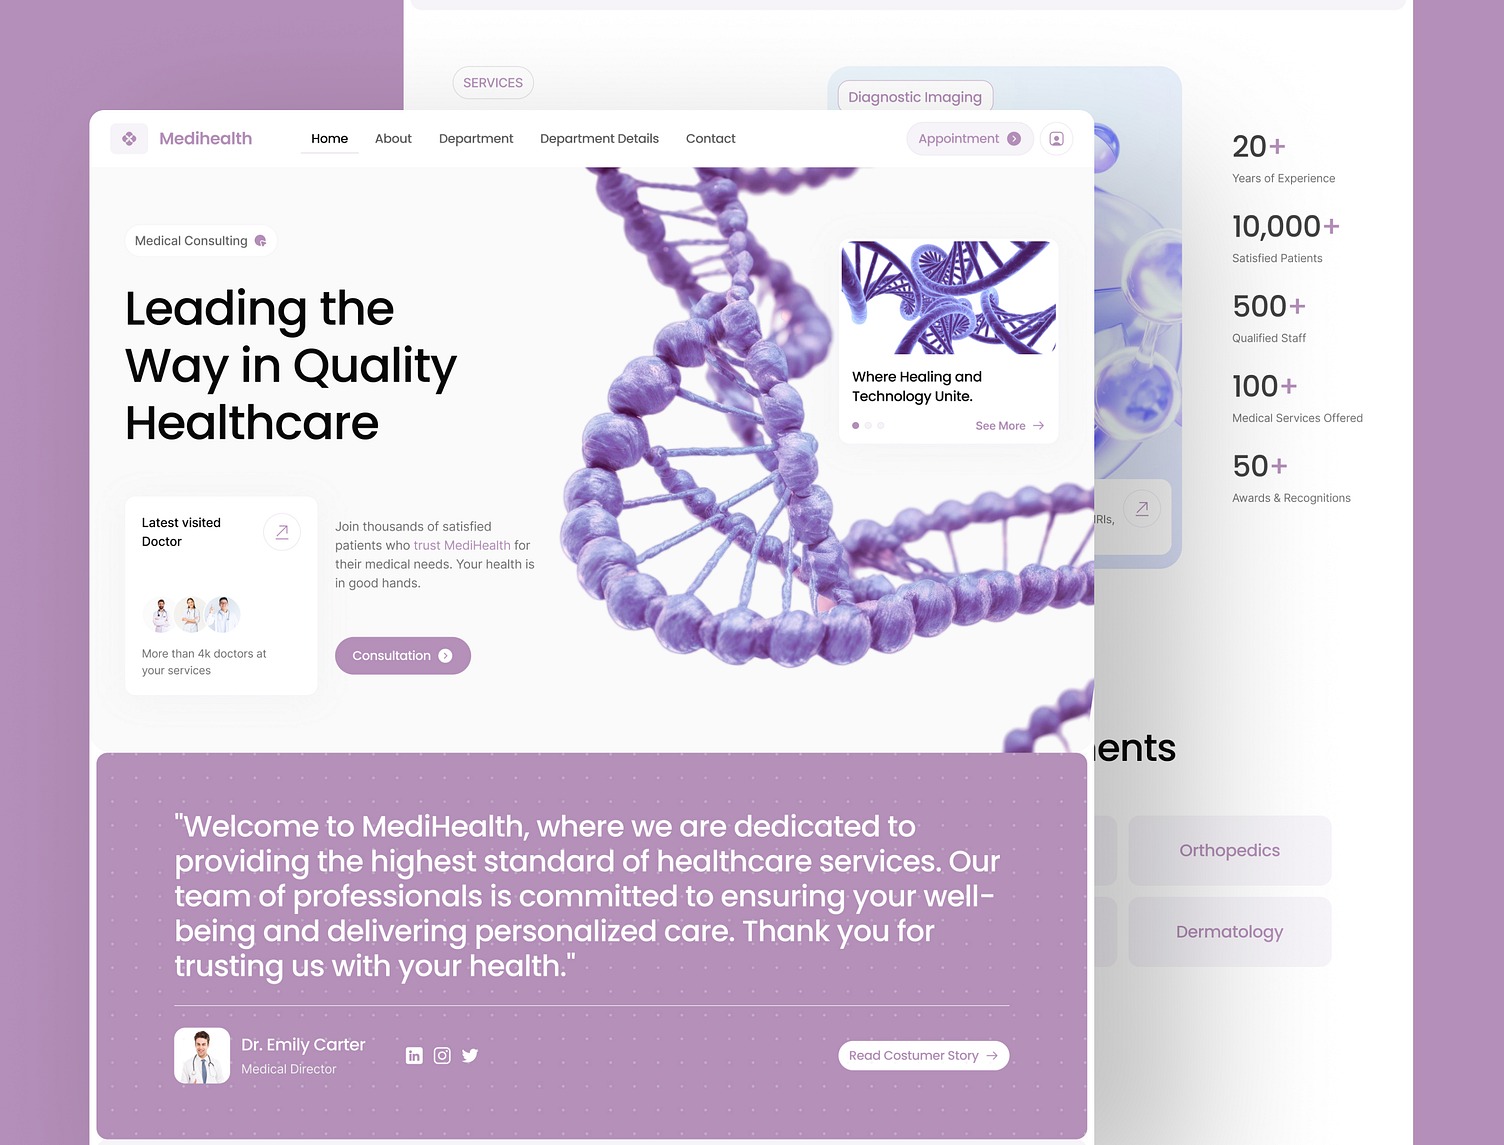 SERVICES
Diagnostic Imaging
Medihealth
Home
About
Department
Department Details
Contact
Appointment
Medical Consulting
Leading the
Way in Quality
Healthcare
Where Healing and
Technology Unite.
See More
Latest visited
Doctor
More than 4k doctors at
your services
Join thousands of satisfied
patients who trust MediHealth for
their medical needs. Your health is
in good hands.
Consultation
20+
Years of Experience
10,000+
Satisfied Patients
500+
Qualified Staff
100+
Medical Services Offered
50+
Awards & Recognitions
"Welcome to MediHealth, where we are dedicated to
providing the highest standard of healthcare services. Our
team of professionals is committed to ensuring your well-
being and delivering personalized care. Thank you for
trusting us with your health."
Dr. Emily Carter
Medical Director
in
Read Costumer Story
Orthopedics
Dermatology